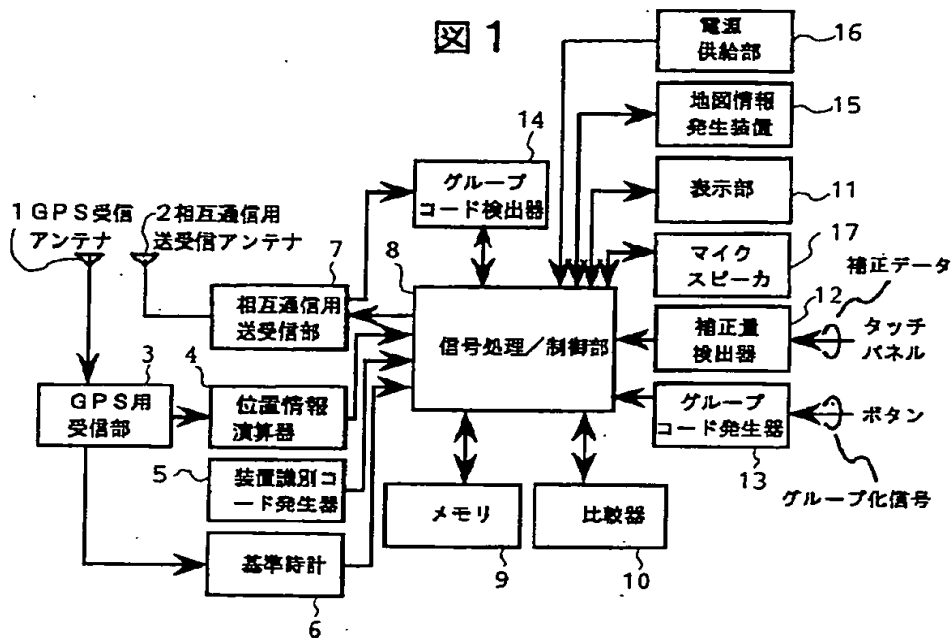 図1
電源
供給部
16
地図情報
発生装置
15
表示部
11
マイク
スピーカ
17
補正データ
14
グループ
コード検出器
1 GPS受信
アンテナ
2相互通信用
送受信アンテナ
7
相互通信用
送受信部
8
信号処理/制御部
12
補正量
検出器
タッチ
パネル
3
GPS用
受信部
4
位置情報
演算器
グループ
コード発生器
13
ボタン
グループ化信号
5
装置識別コ
ード発生器
基準時計
6
メモリ
9
比較器
10